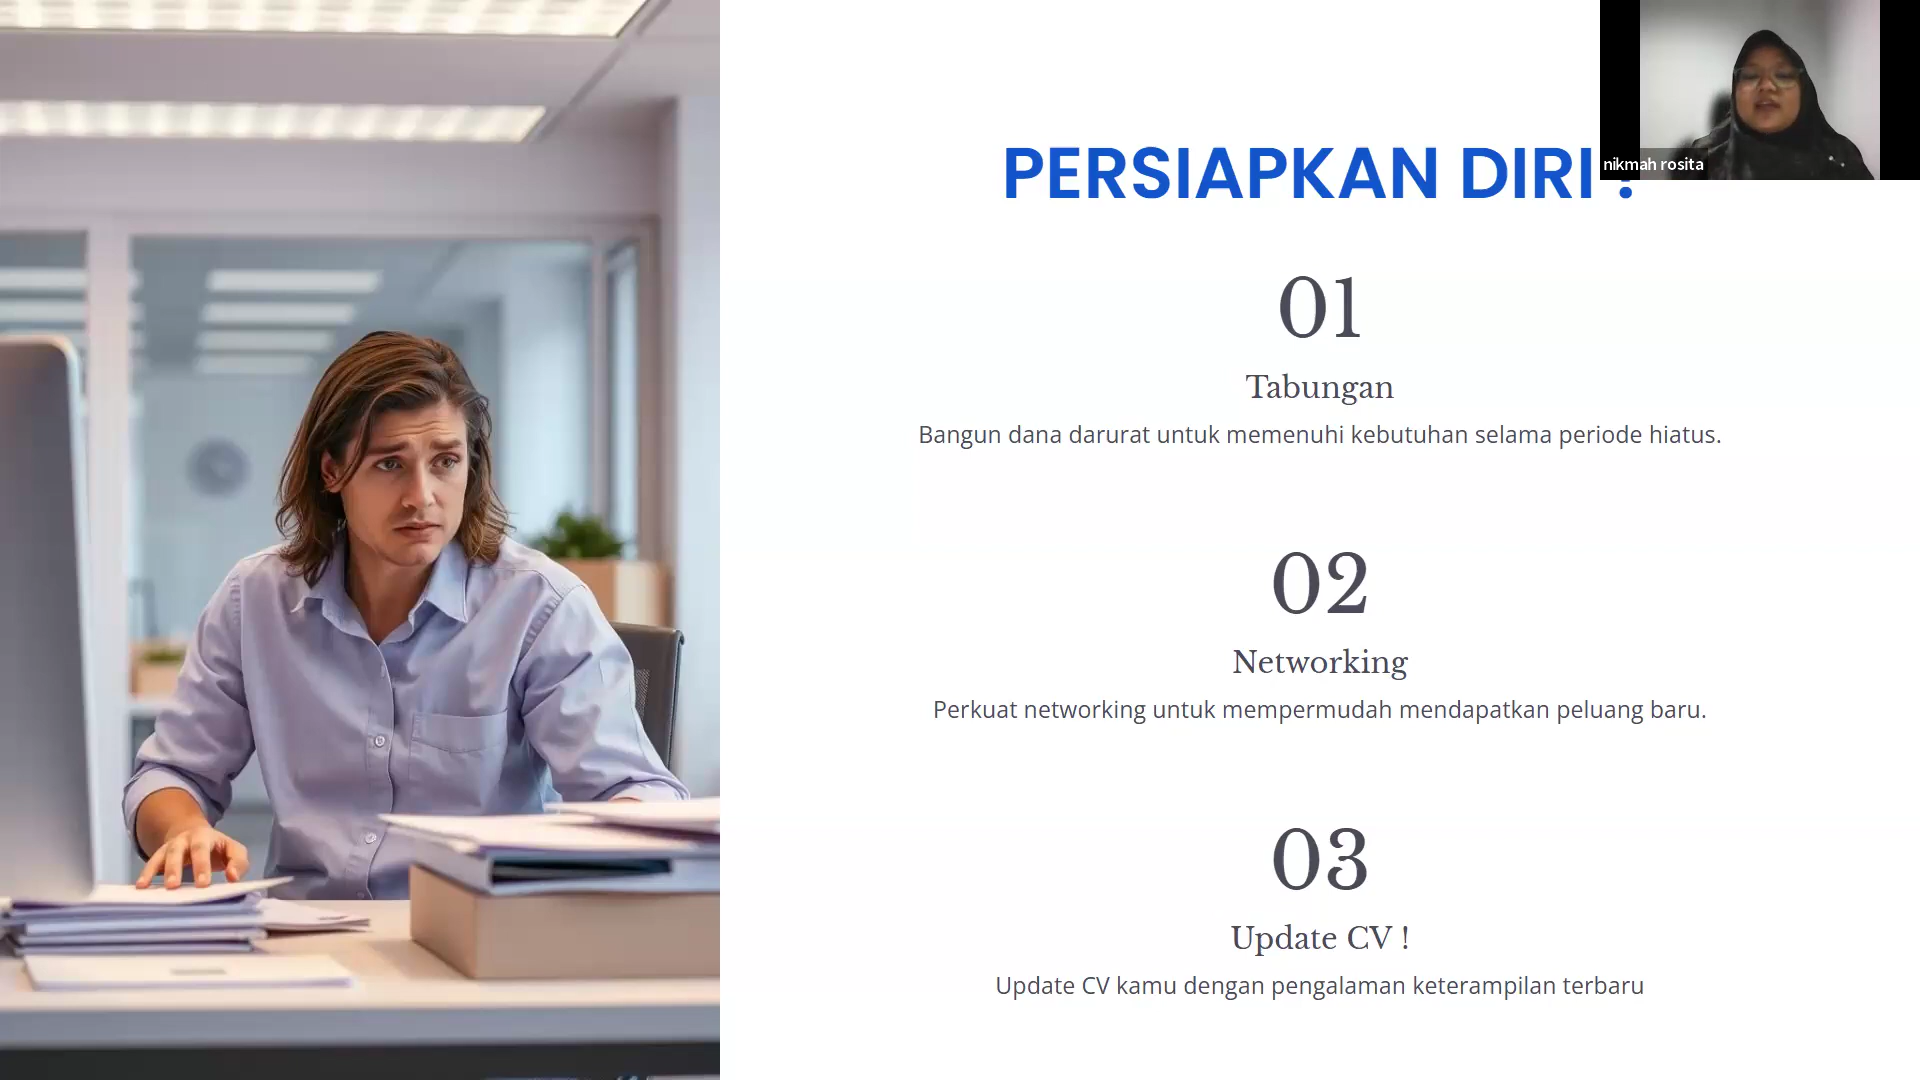 PERSIAPKAN DIRI
nikmah rosita
01
Tabungan
Bangun dana darurat untuk memenuhi kebutuhan selama periode hiatus.
02
Networking
Perkuat networking untuk mempermudah mendapatkan peluang baru.
03
Update CV !
Update CV kamu dengan pengalaman keterampilan terbaru